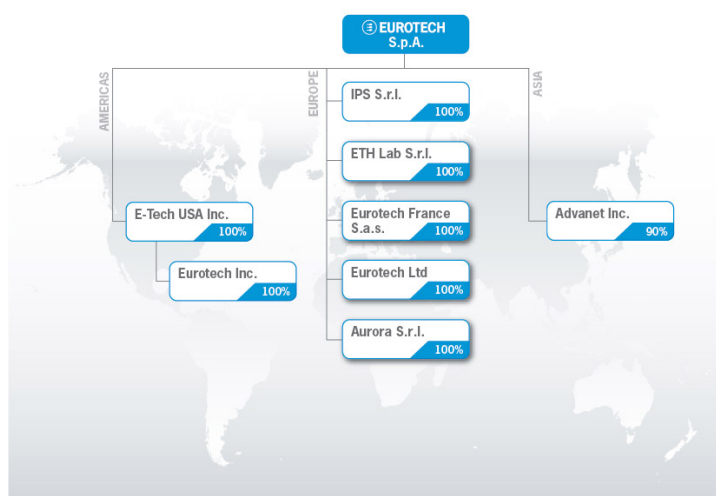 EUROTECH
S.p.A.
AMERICAS
EUROPE
ASIA
IPS S.r.l.
100%
ETH Lab S.r.l.
100%
E-Tech USA Inc.
100%
Eurotech France
S.a.s.
100%
Advanet Inc.
90%
Eurotech Inc.
100%
Eurotech Ltd
100%
Aurora S.r.l.
100%